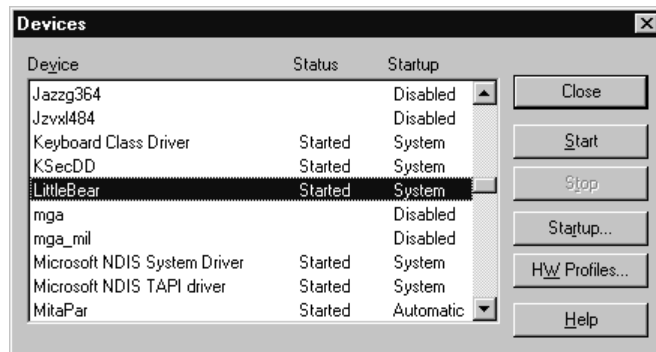 Devices
Device Status Startup
Jazzg364 Disabled
Jzvxl484 Disabled
Keyboard Class Driver Started System
KSecDD Started System
LittleBear Started System
mga Disabled
mga_mil Disabled
Microsoft NDIS System Driver Started System
Microsoft NDIS TAPI driver Started System
MitaPar Started Automatic
Close
Start
Stop
Startup...
HW Profiles...
Help